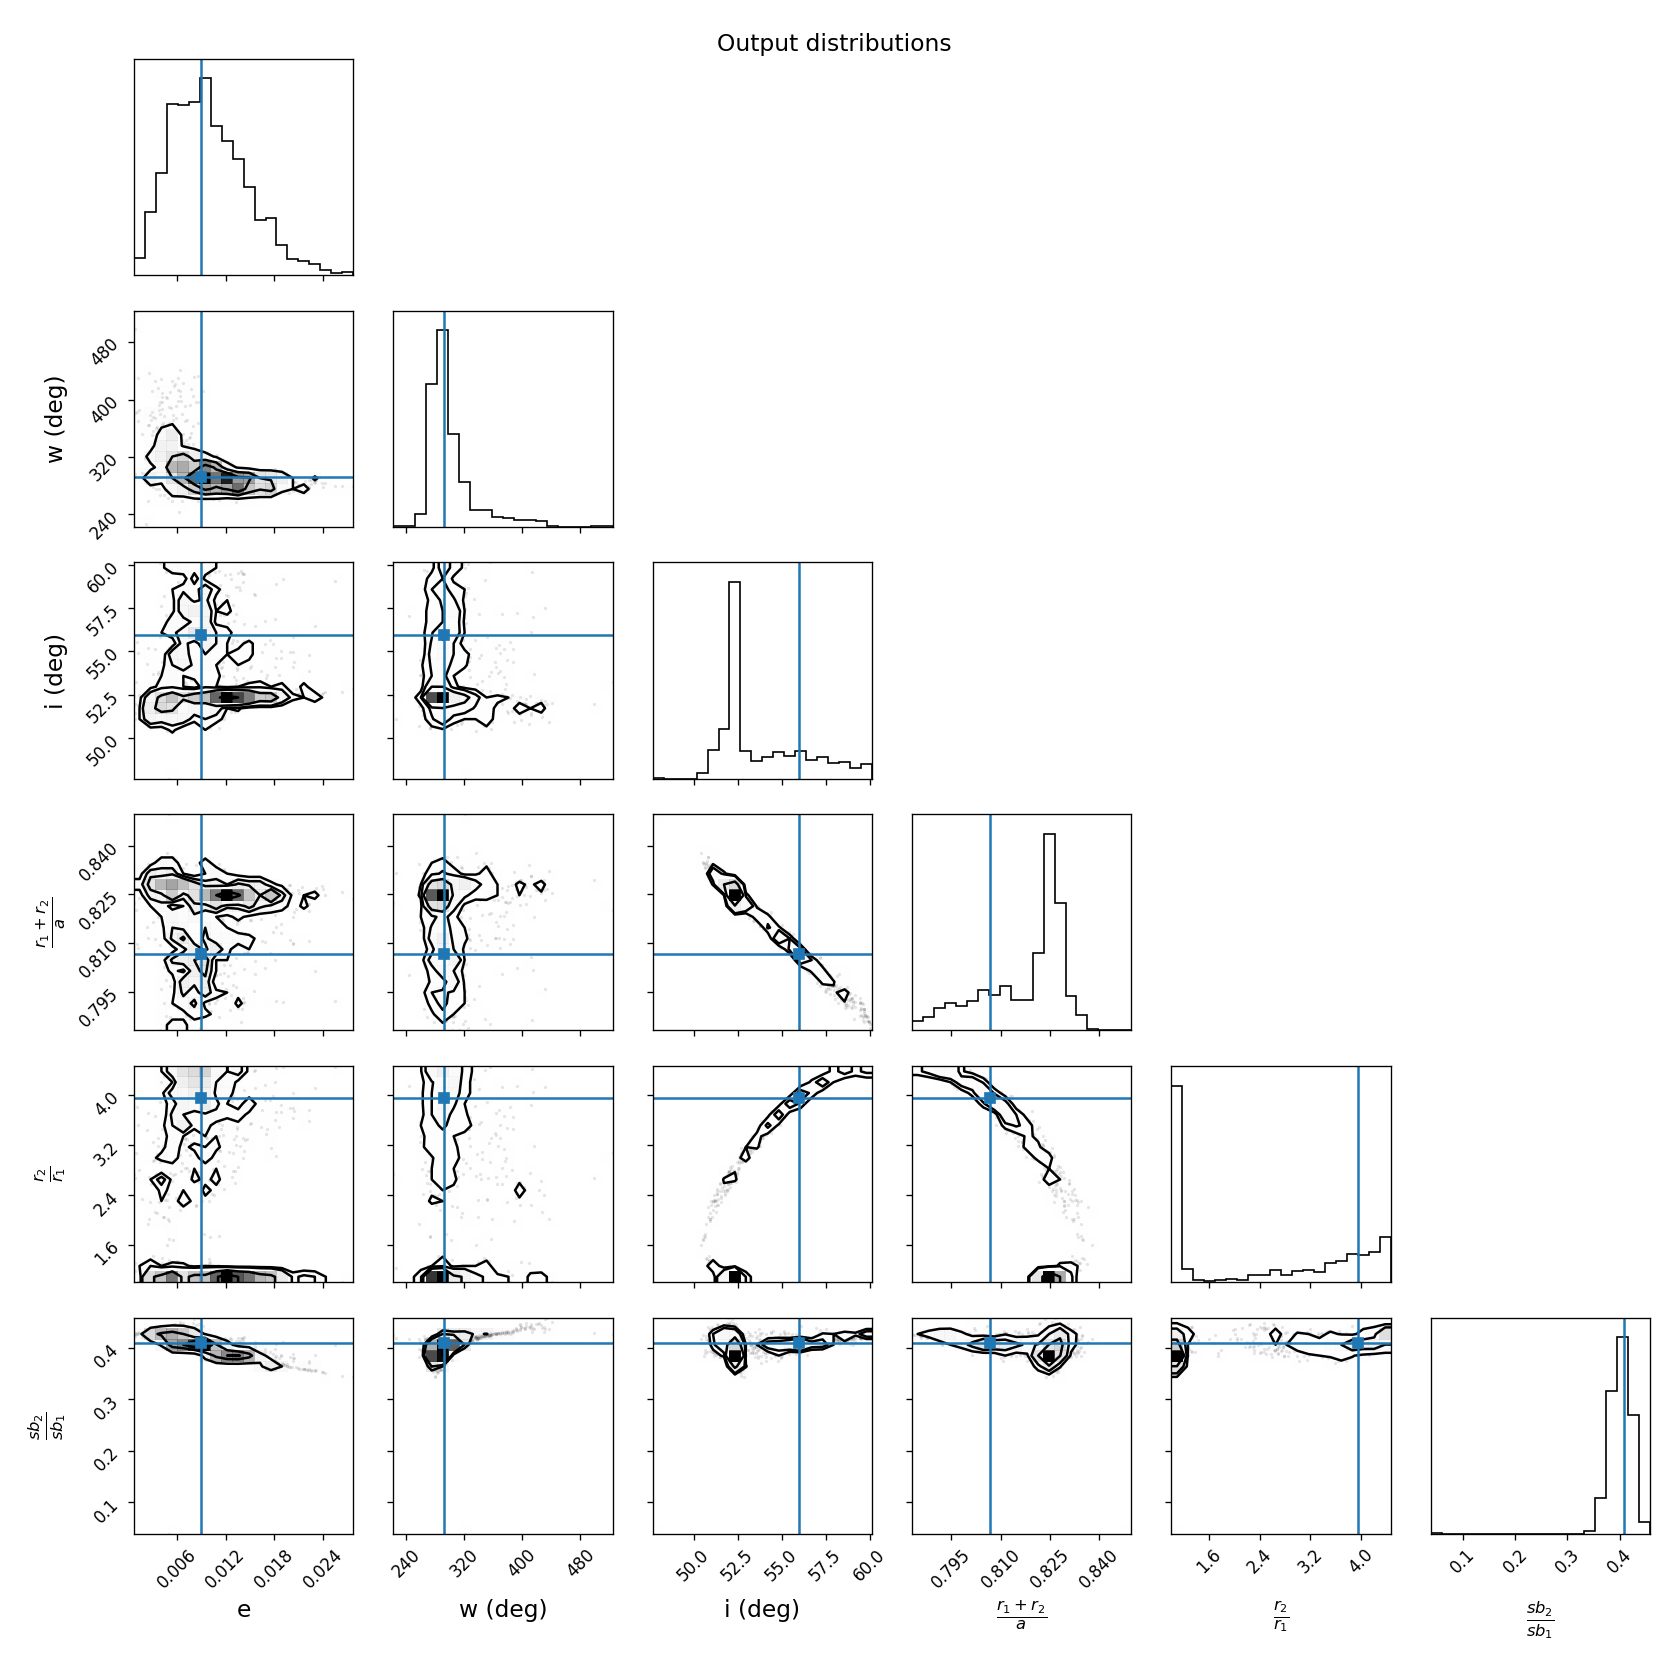 Output distributions
w (deg)
480
400
320
240
i (deg)
60.0
57.5
55.0
52.5
50.0
r₁ + r₂
a
0.840
0.825
0.810
0.795
r₂
r₁
4.0
3.2
2.4
1.6
sb₂
sb₁
0.4
0.3
0.2
0.1
0.006 0.012 0.018 0.024 240 320 400 480 50.0 52.5 55.0 57.5 60.0 0.795 0.810 0.825 0.840 1.6 2.4 3.2 4.0 0.1 0.2 0.3 0.4
e w (deg) i (deg)
r₁ + r₂
a
r₂
r₁
sb₂
sb₁